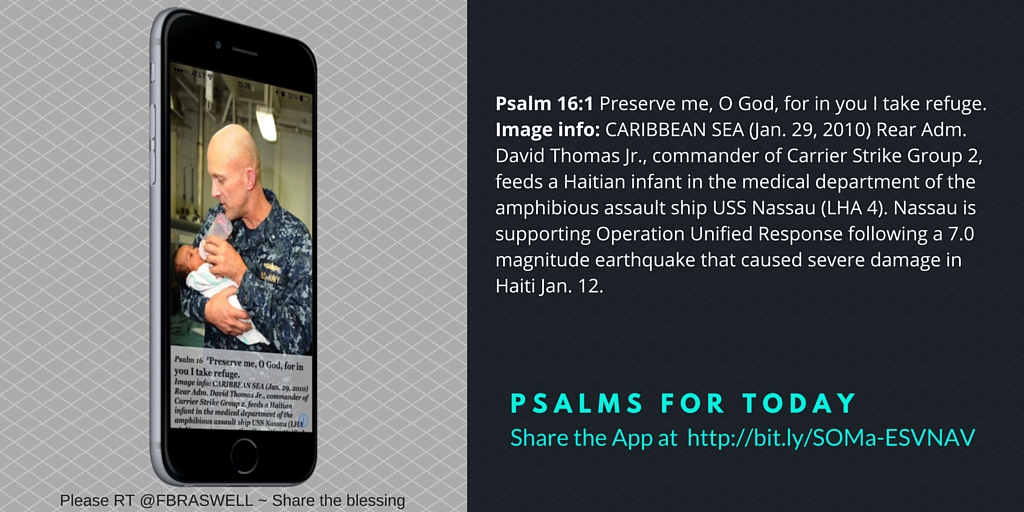 AT&T
12:28
32%
Psalm 16 ¹Preserve me, O God, for in
you I take refuge.
Image info: CARIBBEAN SEA (Jan. 29, 2010)
Rear Adm. David Thomas Jr., commander of
Carrier Strike Group 2, feeds a Haitian
infant in the medical department of the
amphibious assault ship USS Nassau (LHA
Please RT @FBRASWELL ~ Share the blessing
Psalm 16:1 Preserve me, O God, for in you I take refuge.
Image info: CARIBBEAN SEA (Jan. 29, 2010) Rear Adm.
David Thomas Jr., commander of Carrier Strike Group 2,
feeds a Haitian infant in the medical department of the
amphibious assault ship USS Nassau (LHA 4). Nassau is
supporting Operation Unified Response following a 7.0
magnitude earthquake that caused severe damage in
Haiti Jan. 12.
PSALMS FOR TODAY
Share the App at http://bit.ly/SOMa-ESVNAV